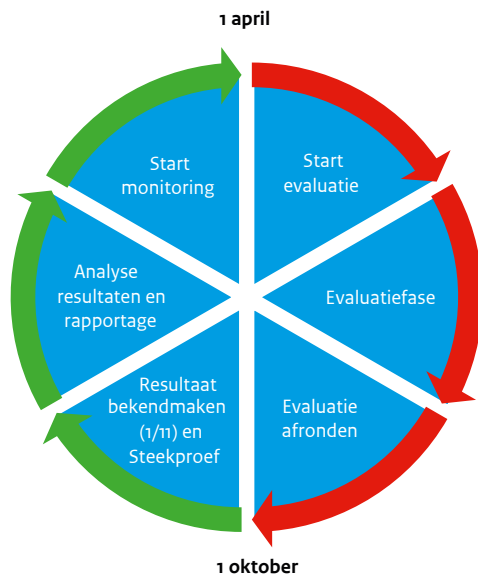 1 april
Start
evaluatie
Evaluatiefase
Evaluatie
afronden
1 oktober
Resultaat
bekendmaken
(1/11) en
Steekproef
Analyse
resultaten en
rapportage
Start
monitoring